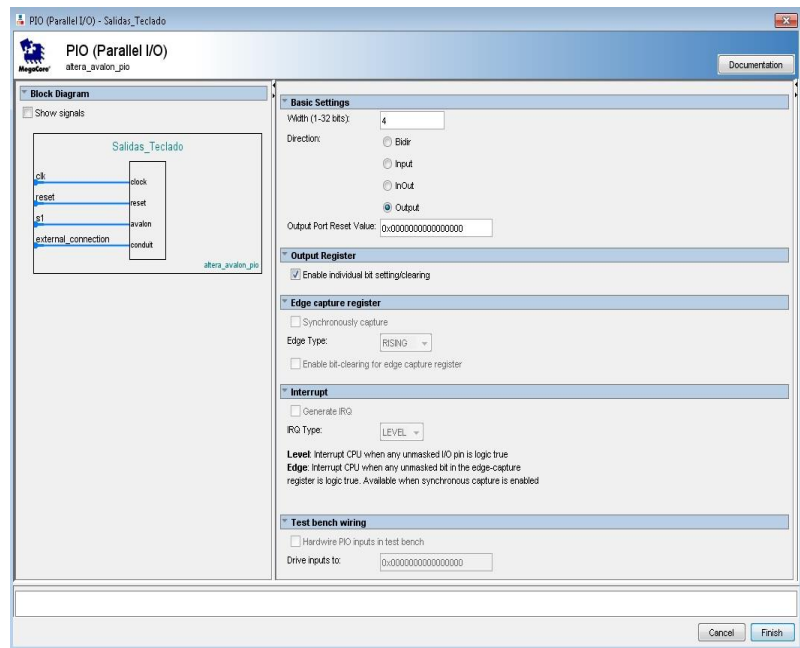 PIO (Parallel I/O) - Salidas_Teclado
PIO (Parallel I/O)
altera_avalon_pio
MegaCore'
Documentation
Block Diagram
Show signals
Salidas_Teclado
clk
clock
reset
reset
s1
avalon
external_connection
conduit
altera_avalon_pio
Basic Settings
Width (1-32 bits): 4
Direction:
Bidir
Input
InOut
Output
Output Port Reset Value: 0x0000000000000000
Output Register
Enable individual bit setting/clearing
Edge capture register
Synchronously capture
Edge Type: RISING
Enable bit-clearing for edge capture register
Interrupt
Generate IRQ
IRQ Type: LEVEL
Level: Interrupt CPU when any unmasked I/O pin is logic true
Edge: Interrupt CPU when any unmasked bit in the edge-capture
register is logic true. Available when synchronous capture is enabled
Test bench wiring
Hardwire PIO inputs in test bench
Drive inputs to: 0x0000000000000000
Cancel
Finish